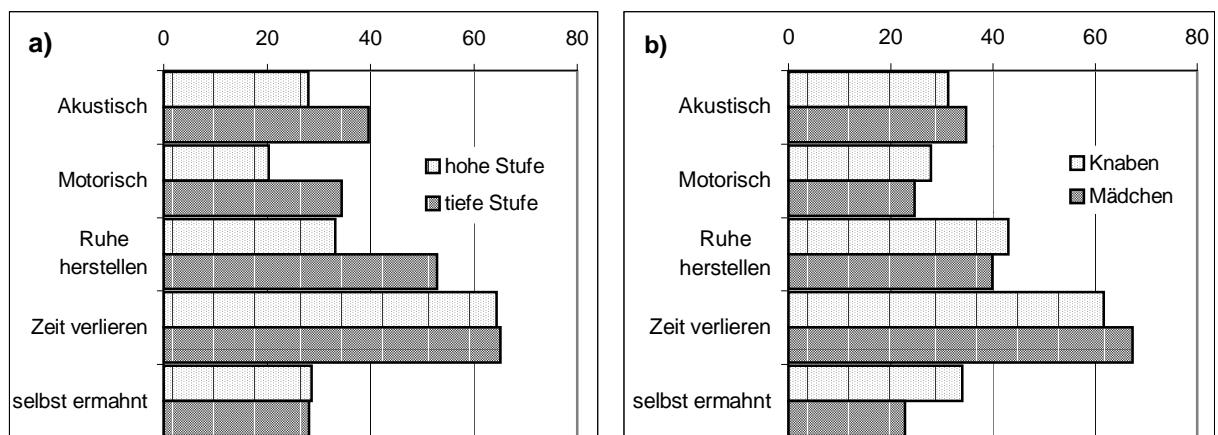 a)
0 20 40 60 80
Akustisch
Motorisch
Ruhe
herstellen
Zeit verlieren
selbst ermahnt
hohe Stufe
tiefe Stufe
b)
0 20 40 60 80
Akustisch
Motorisch
Ruhe
herstellen
Zeit verlieren
selbst ermahnt
Knaben
Mädchen